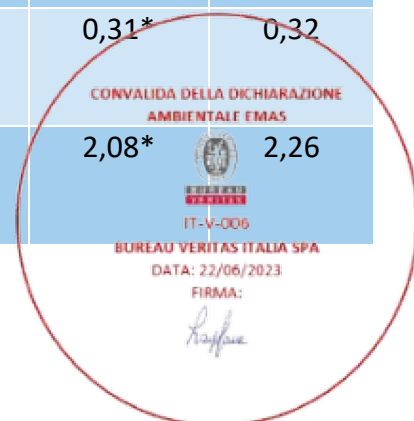 0,31* 0,32
CONVALIDA DELLA DICHIARAZIONE
AMBIENTALE EMAS
2,08* 2,26
BUREAU
VERITAS
IT-V-006
BUREAU VERITAS ITALIA SPA
DATA: 22/06/2023
FIRMA: